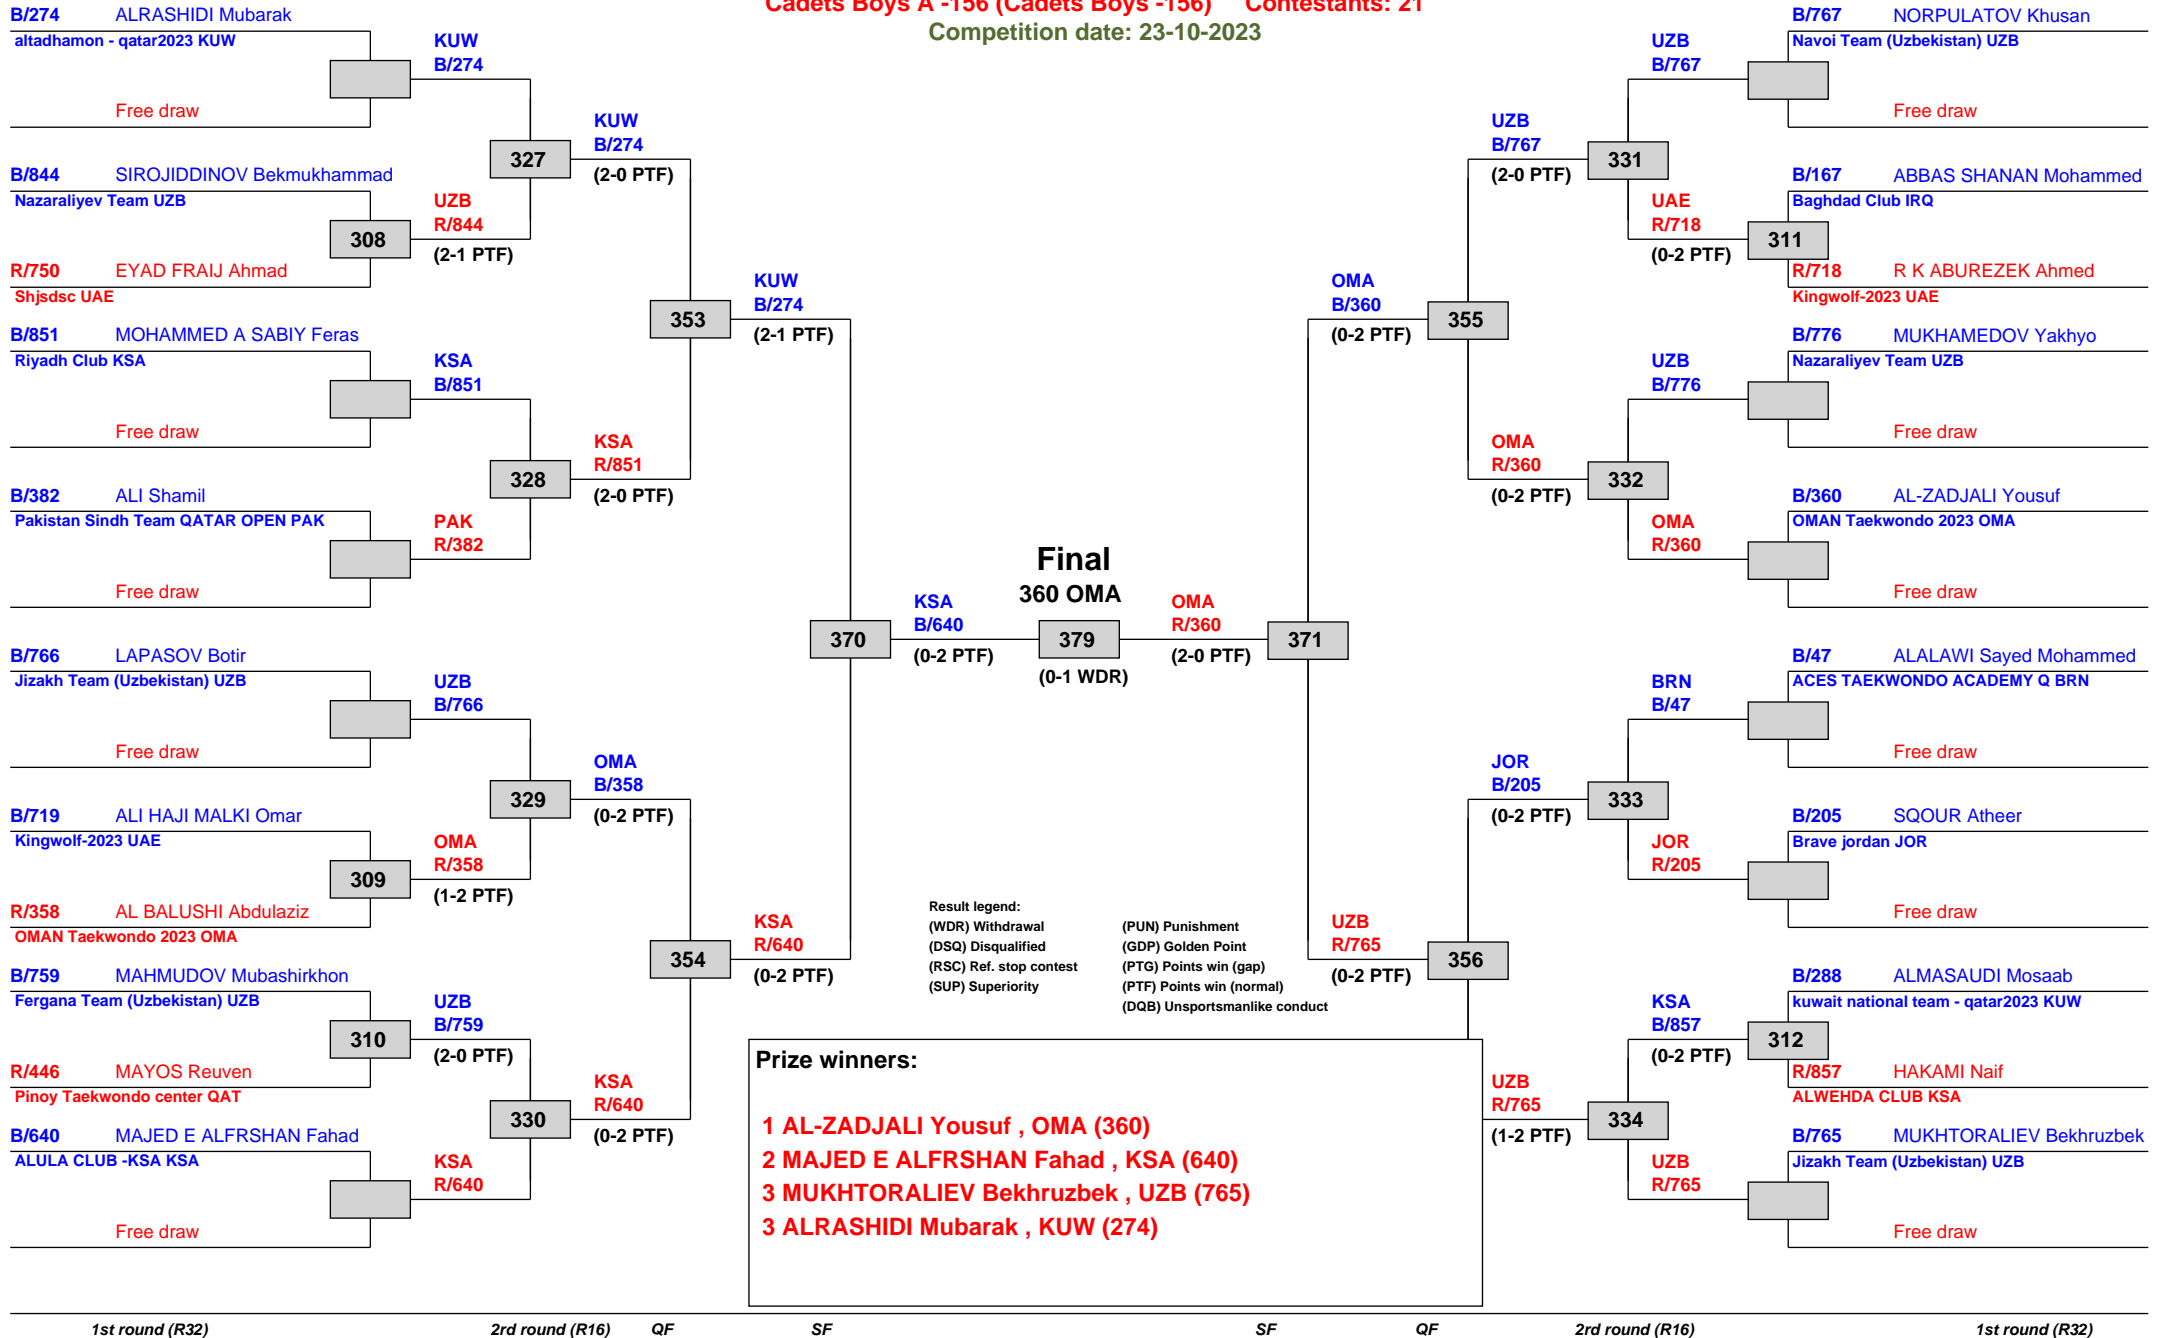 Cadets Boys A -156 (Cadets Boys -156) Contestants: 21
Competition date: 23-10-2023
B/274 ALRASHIDI Mubarak
altadhamon - qatar2023 KUW
Free draw
B/844 SIROJIDDINOV Bekmukhammad
Nazaraliyev Team UZB
308
R/750 EYAD FRAIJ Ahmad
Shjsdsc UAE
B/851 MOHAMMED A SABIY Feras
Riyadh Club KSA
Free draw
B/382 ALI Shamil
Pakistan Sindh Team QATAR OPEN PAK
Free draw
B/766 LAPASOV Botir
Jizakh Team (Uzbekistan) UZB
Free draw
B/719 ALI HAJI MALKI Omar
Kingwolf-2023 UAE
309
R/358 AL BALUSHI Abdulaziz
OMAN Taekwondo 2023 OMA
B/759 MAHMUDOV Mubashirkhon
Fergana Team (Uzbekistan) UZB
310
R/446 MAYOS Reuven
Pinoy Taekwondo center QAT
B/640 MAJED E ALFRSHAN Fahad
ALULA CLUB -KSA KSA
Free draw
KUW
B/274
327
UZB
R/844
(2-1 PTF)
KSA
B/851
328
PAK
R/382
UZB
B/766
329
OMA
R/358
(1-2 PTF)
UZB
B/759
(2-0 PTF)
330
KSA
R/640
KUW
B/274
(2-0 PTF)
353
KSA
R/851
(2-0 PTF)
OMA
B/358
(0-2 PTF)
354
KSA
R/640
(0-2 PTF)
KUW
B/274
(2-1 PTF)
370
KSA
R/640
(0-2 PTF)
KSA
B/640
(0-2 PTF)
Final
360 OMA
379
(0-1 WDR)
OMA
R/360
(2-0 PTF)
371
OMA
B/360
(0-2 PTF)
355
UZB
R/765
(0-2 PTF)
356
UZB
B/767
(2-0 PTF)
331
OMA
R/360
(0-2 PTF)
332
JOR
B/205
(0-2 PTF)
333
UZB
R/765
(1-2 PTF)
334
UZB
B/767
UAE
R/718
(0-2 PTF)
UZB
B/776
OMA
R/360
BRN
B/47
JOR
R/205
KSA
B/857
(0-2 PTF)
UZB
R/765
B/767 NORPULATOV Khusan
Navoi Team (Uzbekistan) UZB
Free draw
B/167 ABBAS SHANAN Mohammed
Baghdad Club IRQ
311
R/718 R K ABUREZEK Ahmed
Kingwolf-2023 UAE
B/776 MUKHAMEDOV Yakhyo
Nazaraliyev Team UZB
Free draw
B/360 AL-ZADJALI Yousuf
OMAN Taekwondo 2023 OMA
Free draw
B/47 ALALAWI Sayed Mohammed
ACES TAEKWONDO ACADEMY Q BRN
Free draw
B/205 SQOUR Atheer
Brave jordan JOR
Free draw
B/288 ALMASAUDI Mosaab
kuwait national team - qatar2023 KUW
312
R/857 HAKAMI Naif
ALWEHDA CLUB KSA
B/765 MUKHTORALIEV Bekhruzbek
Jizakh Team (Uzbekistan) UZB
Free draw
Result legend:
(WDR) Withdrawal (PUN) Punishment
(DSQ) Disqualified (GDP) Golden Point
(RSC) Ref. stop contest (PTG) Points win (gap)
(SUP) Superiority (PTF) Points win (normal)
(DQB) Unsportsmanlike conduct
Prize winners:
1 AL-ZADJALI Yousuf , OMA (360)
2 MAJED E ALFRSHAN Fahad , KSA (640)
3 MUKHTORALIEV Bekhruzbek , UZB (765)
3 ALRASHIDI Mubarak , KUW (274)
1st round (R32) 2rd round (R16) QF SF SF QF 2rd round (R16) 1st round (R32)